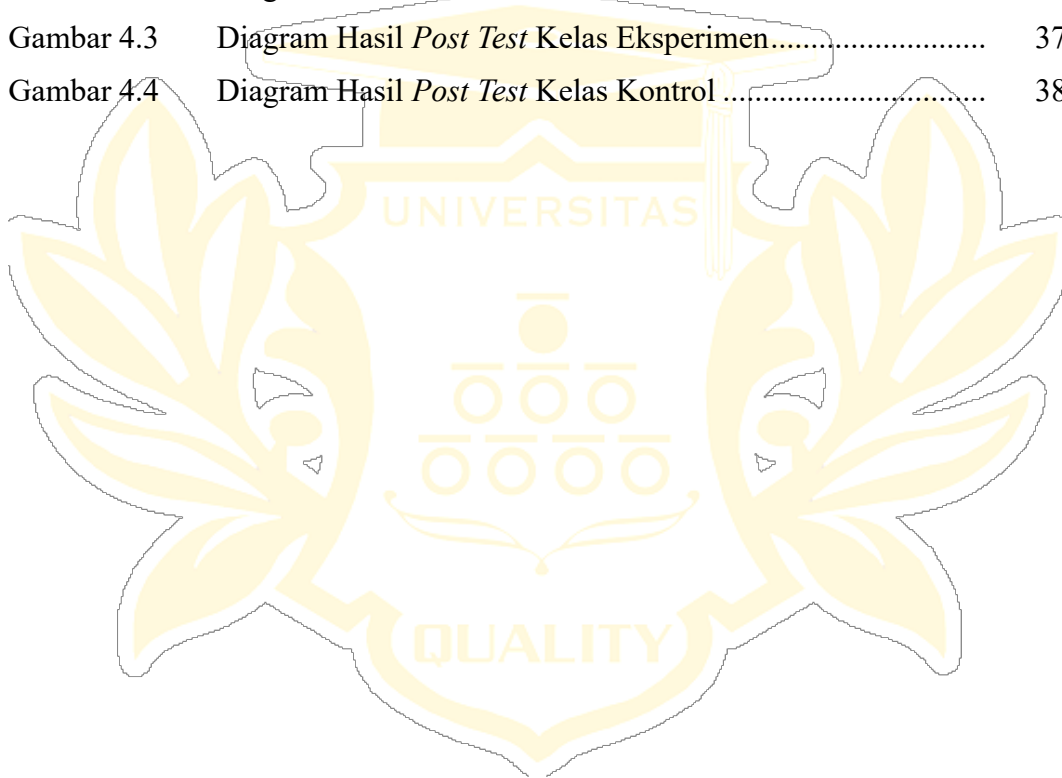 Gambar 4.3 Diagram Hasil Post Test Kelas Eksperimen........................ 37
Gambar 4.4 Diagram Hasil Post Test Kelas Kontrol .............................. 38
UNIVERSITAS
QUALITY